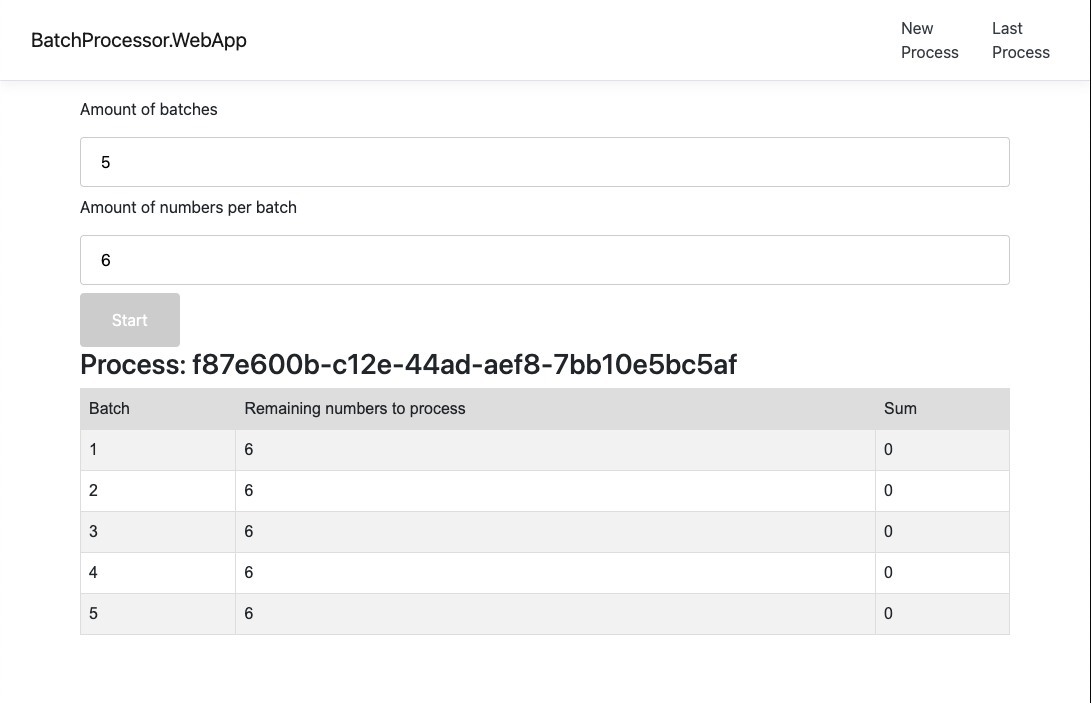 BatchProcessor.WebApp
New
Process
Last
Process
Amount of batches
5
Amount of numbers per batch
6
Start
Process: f87e600b-c12e-44ad-aef8-7bb10e5bc5af
Batch Remaining numbers to process Sum
1 6 0
2 6 0
3 6 0
4 6 0
5 6 0